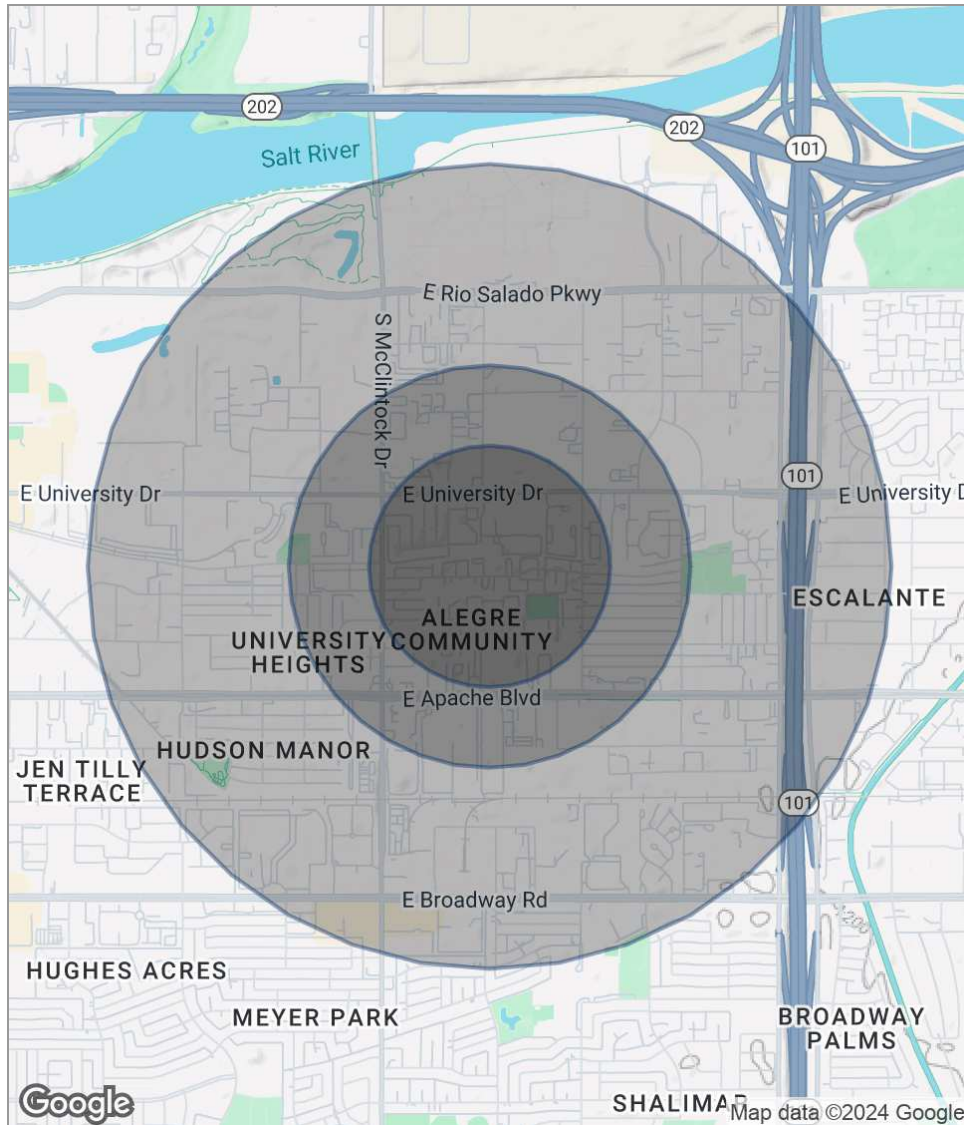 202
202
101
Salt River
E Rio Salado Pkwy
S McClintock Dr
101
E University Dr
E University Dr
E University D
ESCALANTE
ALEGRE
COMMUNITY
UNIVERSITY
HEIGHTS
E Apache Blvd
HUDSON MANOR
JEN TILLY
TERRACE
101
E Broadway Rd
1200
HUGHES ACRES
MEYER PARK
BROADWAY
PALMS
SHALIMAR
Google
Map data ©2024 Google